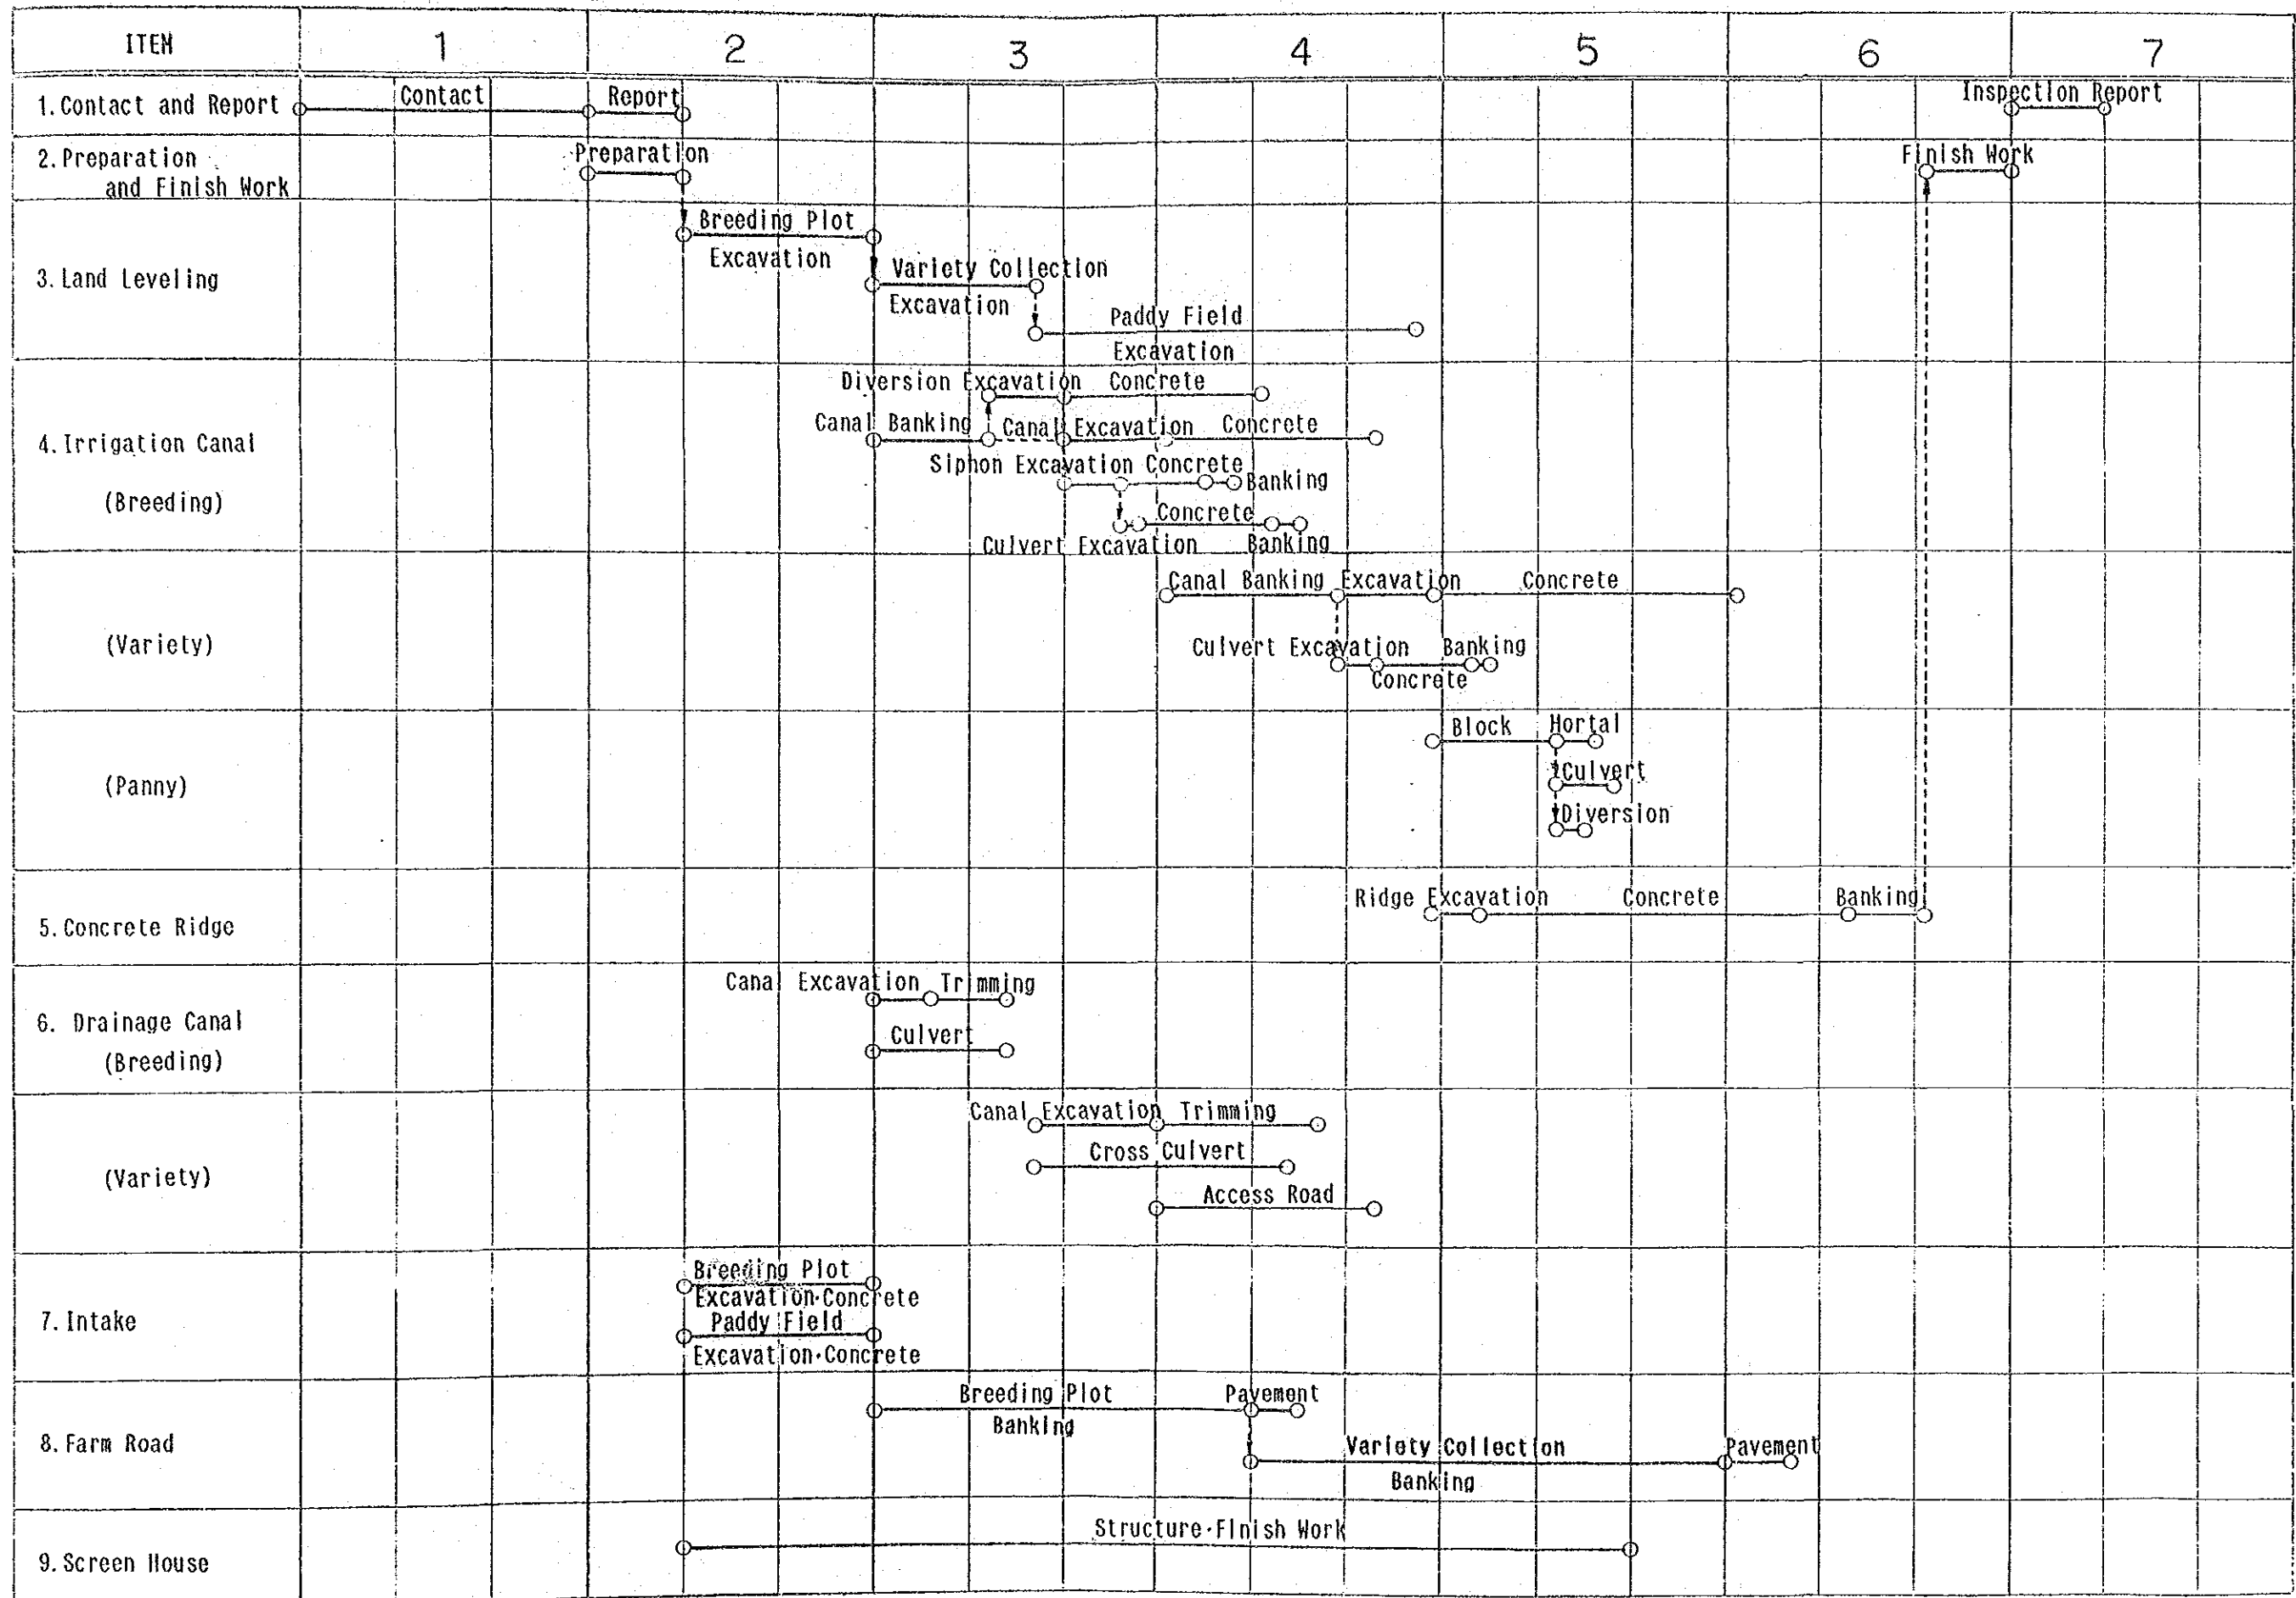 ITEM 1 2 3 4 5 6 7
1. Contact and Report
Contact Report Inspection Report
2. Preparation
and Finish Work
Preparation Finish Work
3. Land Leveling
Breeding Plot
Excavation
Variety Collection
Excavation
Paddy Field
Excavation
4. Irrigation Canal
(Breeding)
Diversion Excavation Concrete
Canal Banking Canal Excavation Concrete
Siphon Excavation Concrete
Banking
Concrete
Culvert Excavation Banking
(Variety)
Canal Banking Excavation Concrete
Culvert Excavation Banking
Concrete
(Panny)
Block Hortal
Culvert
Diversion
5. Concrete Ridge
Ridge Excavation Concrete Banking
6. Drainage Canal
(Breeding)
Canal Excavation Trimming
Culvert
(Variety)
Canal Excavation Trimming
Cross Culvert
Access Road
7. Intake
Breeding Plot
Excavation·Concrete
Paddy Field
Excavation·Concrete
8. Farm Road
Breeding Plot Pavement
Banking
Variety Collection Pavement
Banking
9. Screen House
Structure·Finish Work